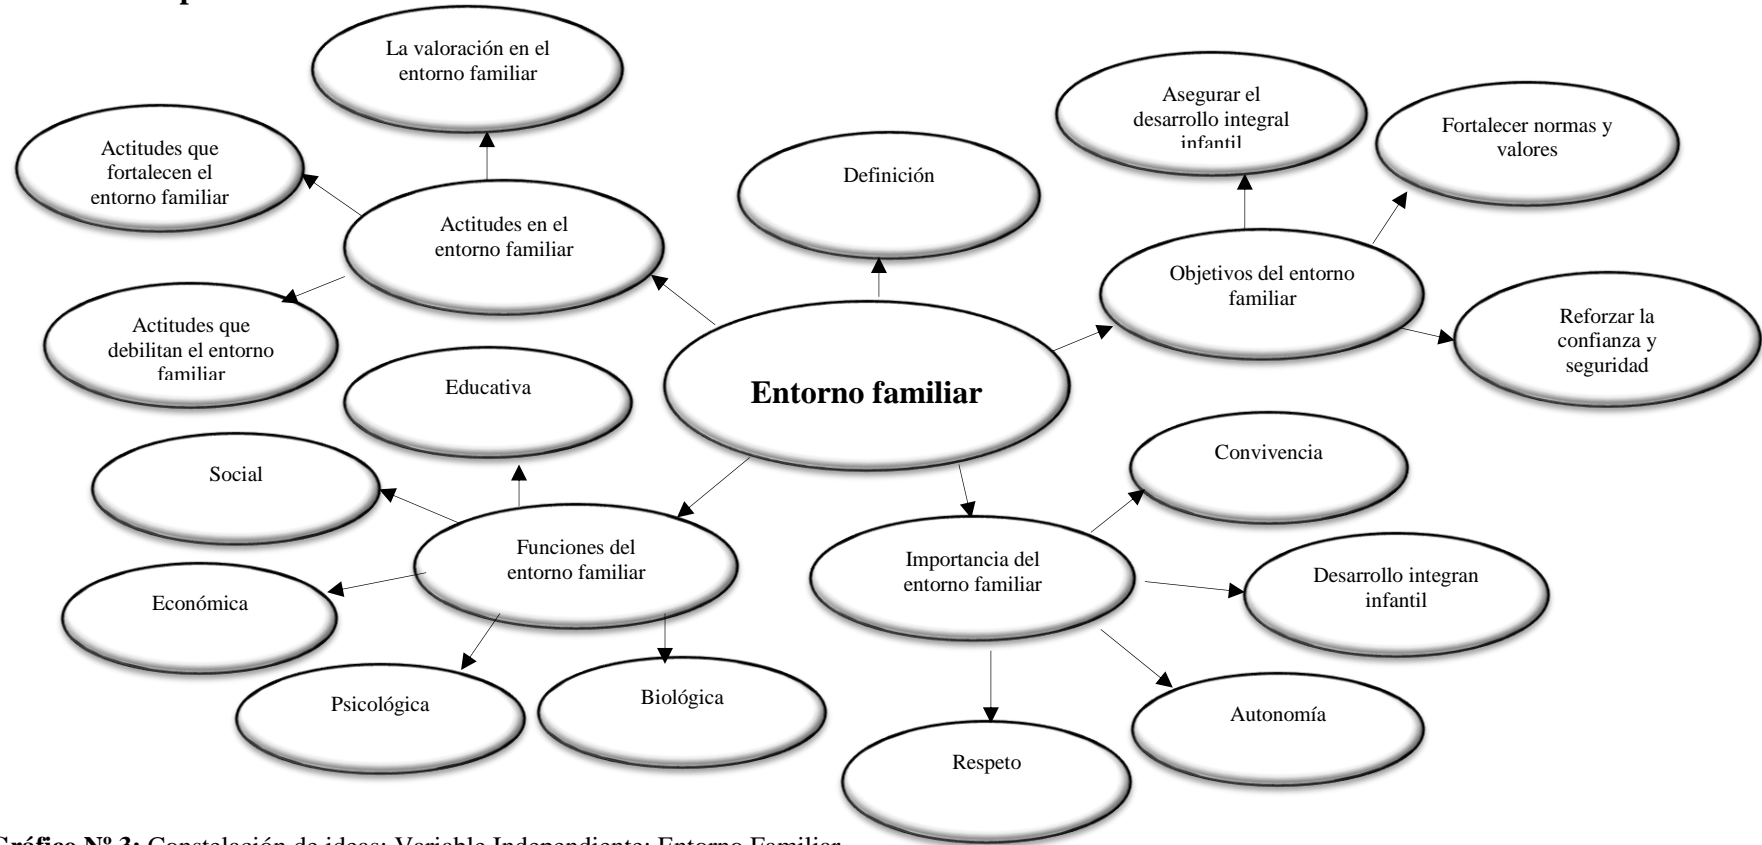 La valoración en el
entorno familiar
Asegurar el
desarrollo integral
infantil
Fortalecer normas y
valores
Actitudes que
fortalecen el
entorno familiar
Definición
Actitudes en el
entorno familiar
Objetivos del entorno
familiar
Actitudes que
debilitan el entorno
familiar
Reforzar la
confianza y
seguridad
Educativa
Entorno familiar
Convivencia
Social
Funciones del
entorno familiar
Importancia del
entorno familiar
Desarrollo integran
infantil
Económica
Psicológica
Biológica
Autonomía
Respeto
Gráfico Nº 3: Constelación de ideas: Variable Independiente: Entorno Familiar